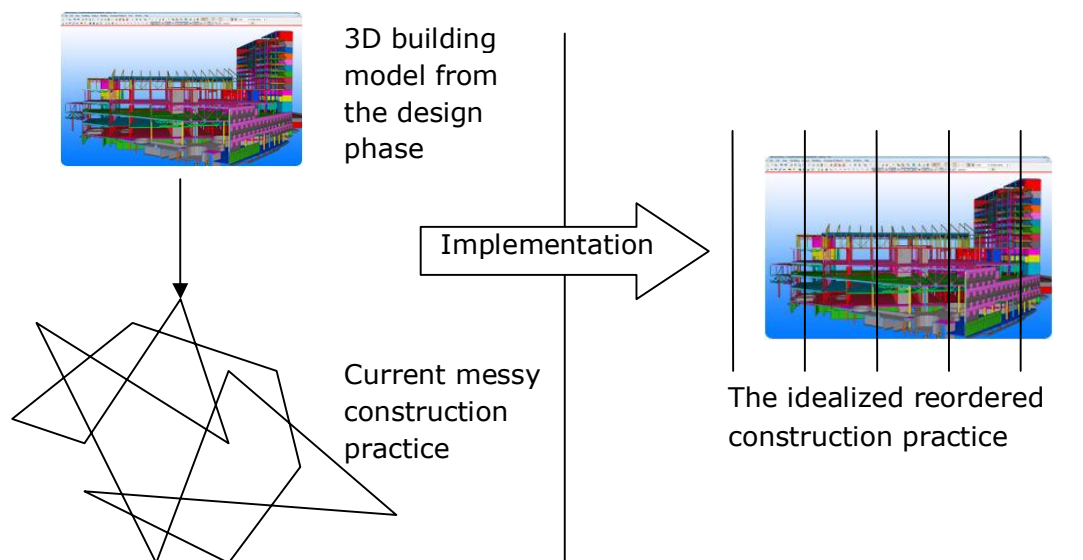 3D building
model from
the design
phase
Implementation
Current messy
construction
practice
The idealized reordered
construction practice